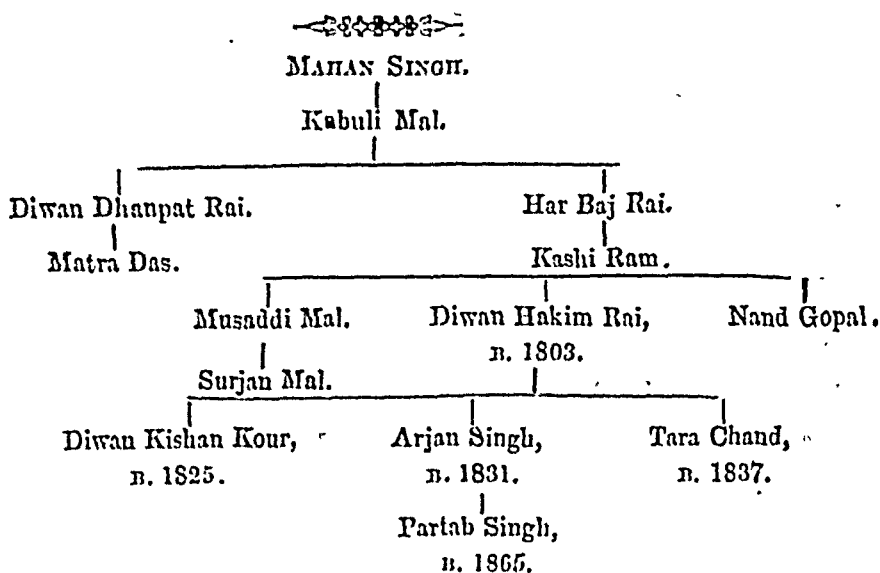 MAHAN SINGH.
Kabuli Mal.
Diwan Dhanpat Rai. Har Baj Rai.
Matra Das. Kashi Ram.
Musaddi Mal. Diwan Hakim Rai, Nand Gopal.
B. 1803.
Surjan Mal.
Diwan Kishan Kour, Arjan Singh, Tara Chand,
B. 1825. B. 1831. B. 1837.
Partab Singh,
B. 1865.